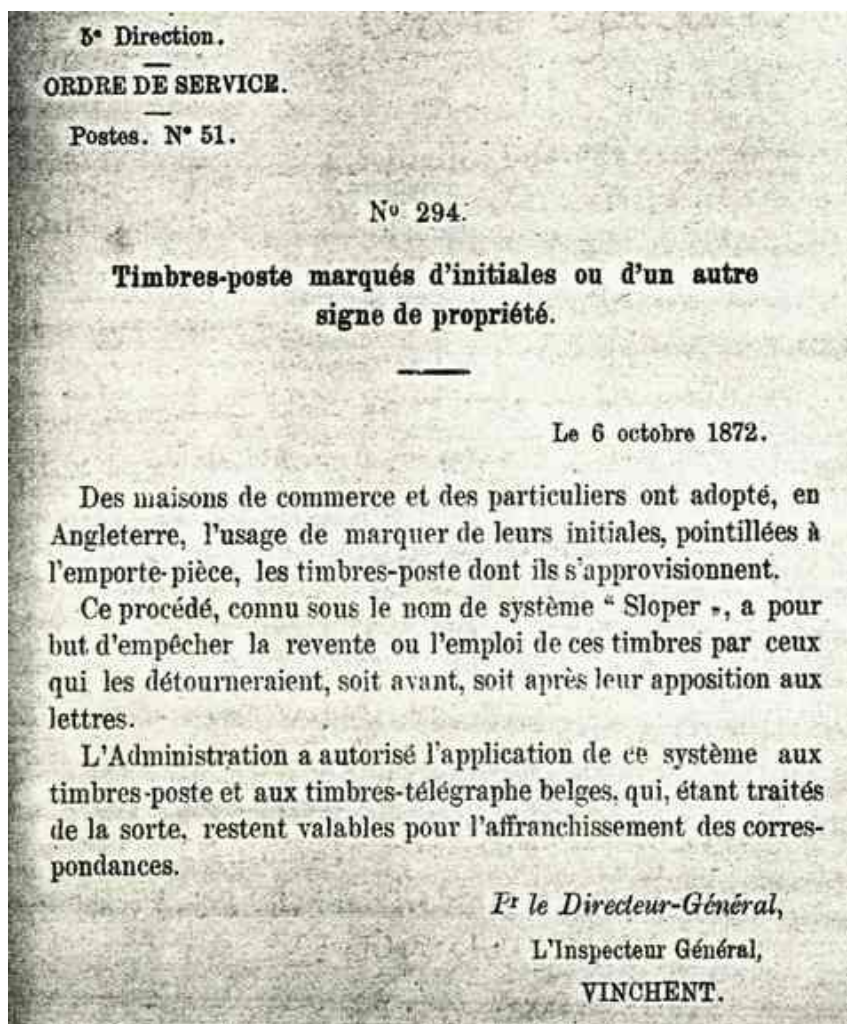 5e Direction.
ORDRE DE SERVICE.
Postes. N° 51.
No 294.
Timbres-poste marqués d'initiales ou d'un autre
signe de propriété.
Le 6 octobre 1872.
Des maisons de commerce et des particuliers ont adopté, en
Angleterre, l'usage de marquer de leurs initiales, pointillées à
l'emporte-pièce, les timbres-poste dont ils s'approvisionnent.
Ce procédé, connu sous le nom de système “ Sloper „, a pour
but d'empêcher la revente ou l'emploi de ces timbres par ceux
qui les détourneraient, soit avant, soit après leur apposition aux
lettres.
L'Administration a autorisé l'application de ce système aux
timbres-poste et aux timbres-télégraphe belges, qui, étant traités
de la sorte, restent valables pour l'affranchissement des corres-
pondances.
Pr le Directeur-Général,
L'Inspecteur Général,
VINCHENT.